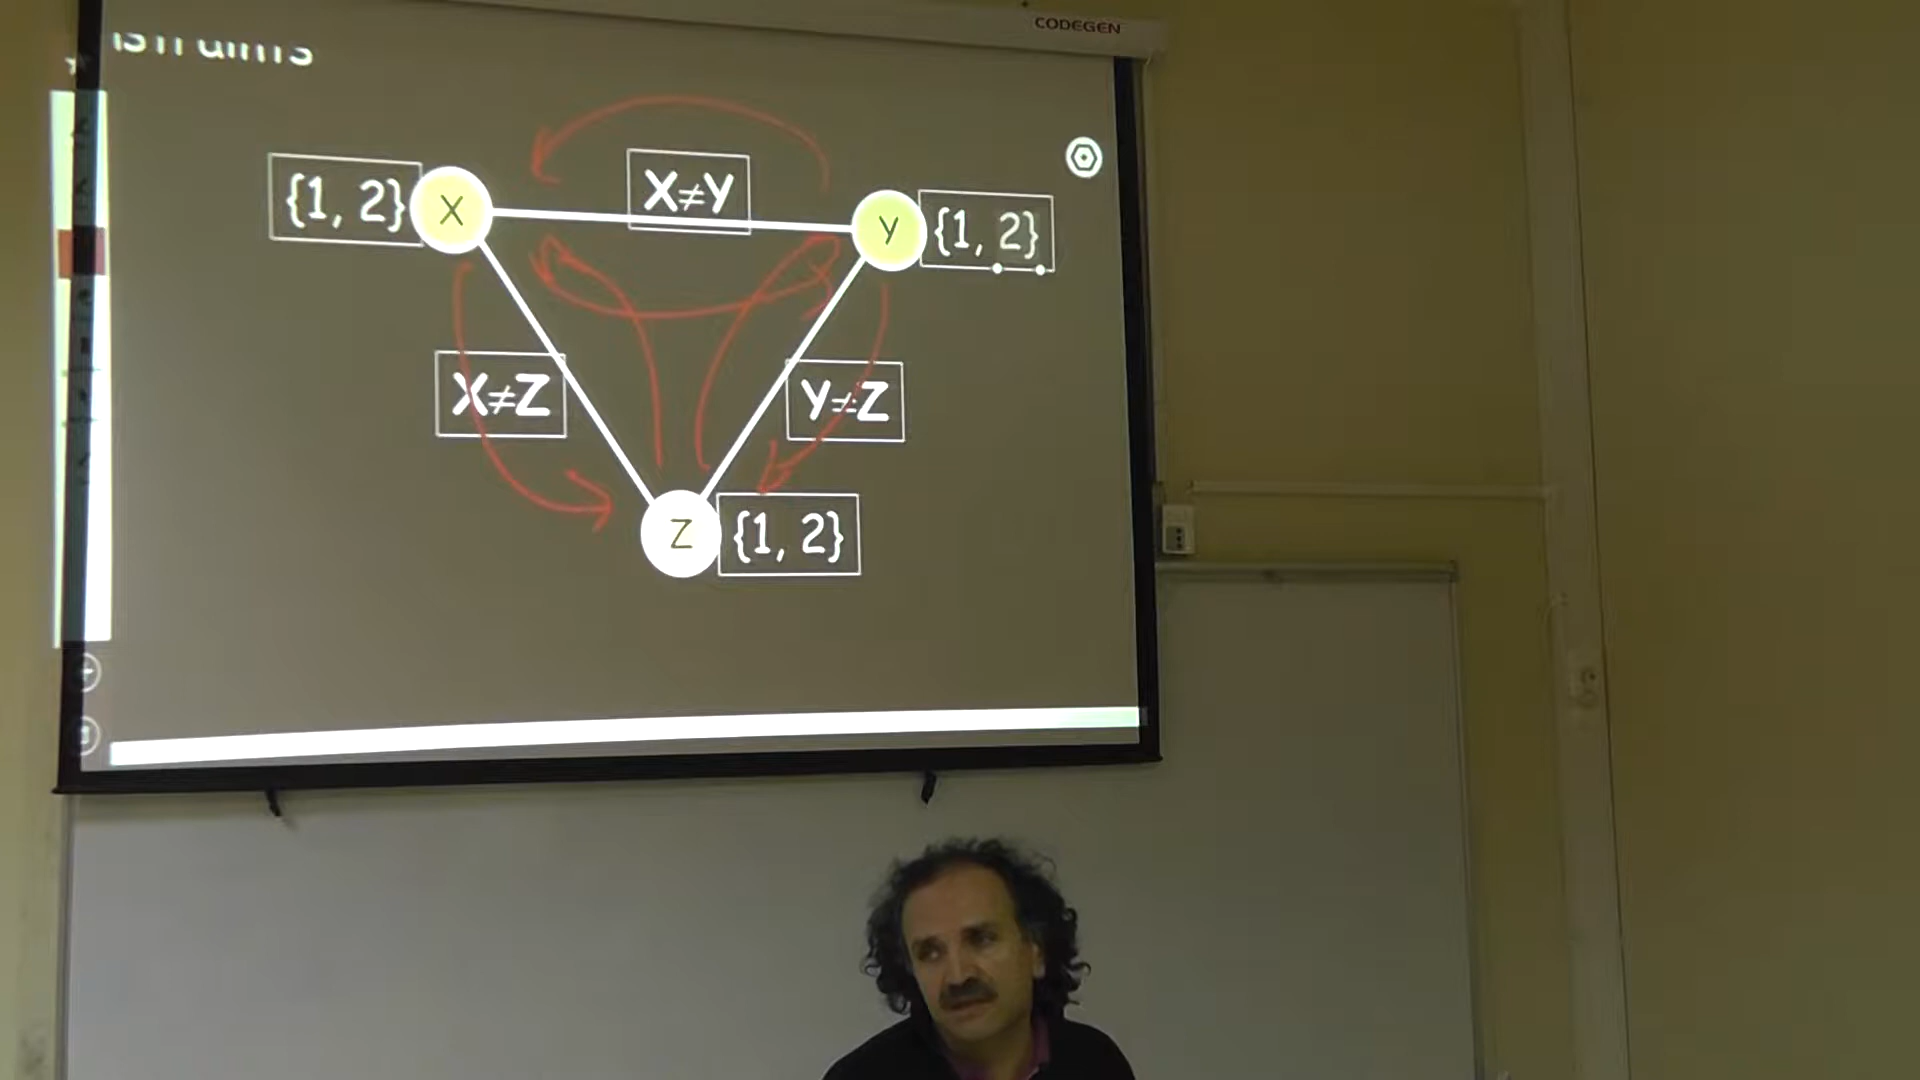 CODEGEN
X≠Y
{1, 2} X
Y {1, 2}
X≠Z
Y≠Z
Z {1, 2}